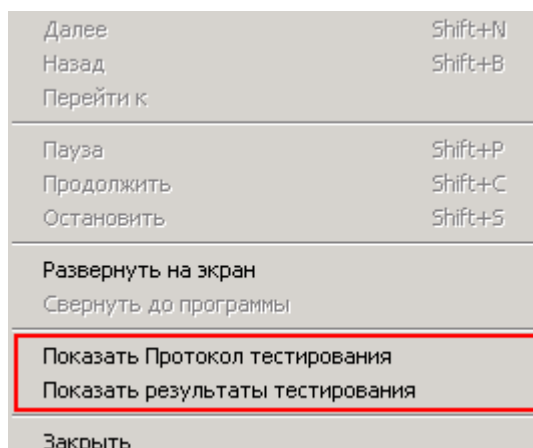 Далее Shift+N
Назад Shift+B
Перейти к
Пауза Shift+P
Продолжить Shift+C
Остановить Shift+S
Развернуть на экран
Свернуть до программы
Показать Протокол тестирования
Показать результаты тестирования
Закрыть